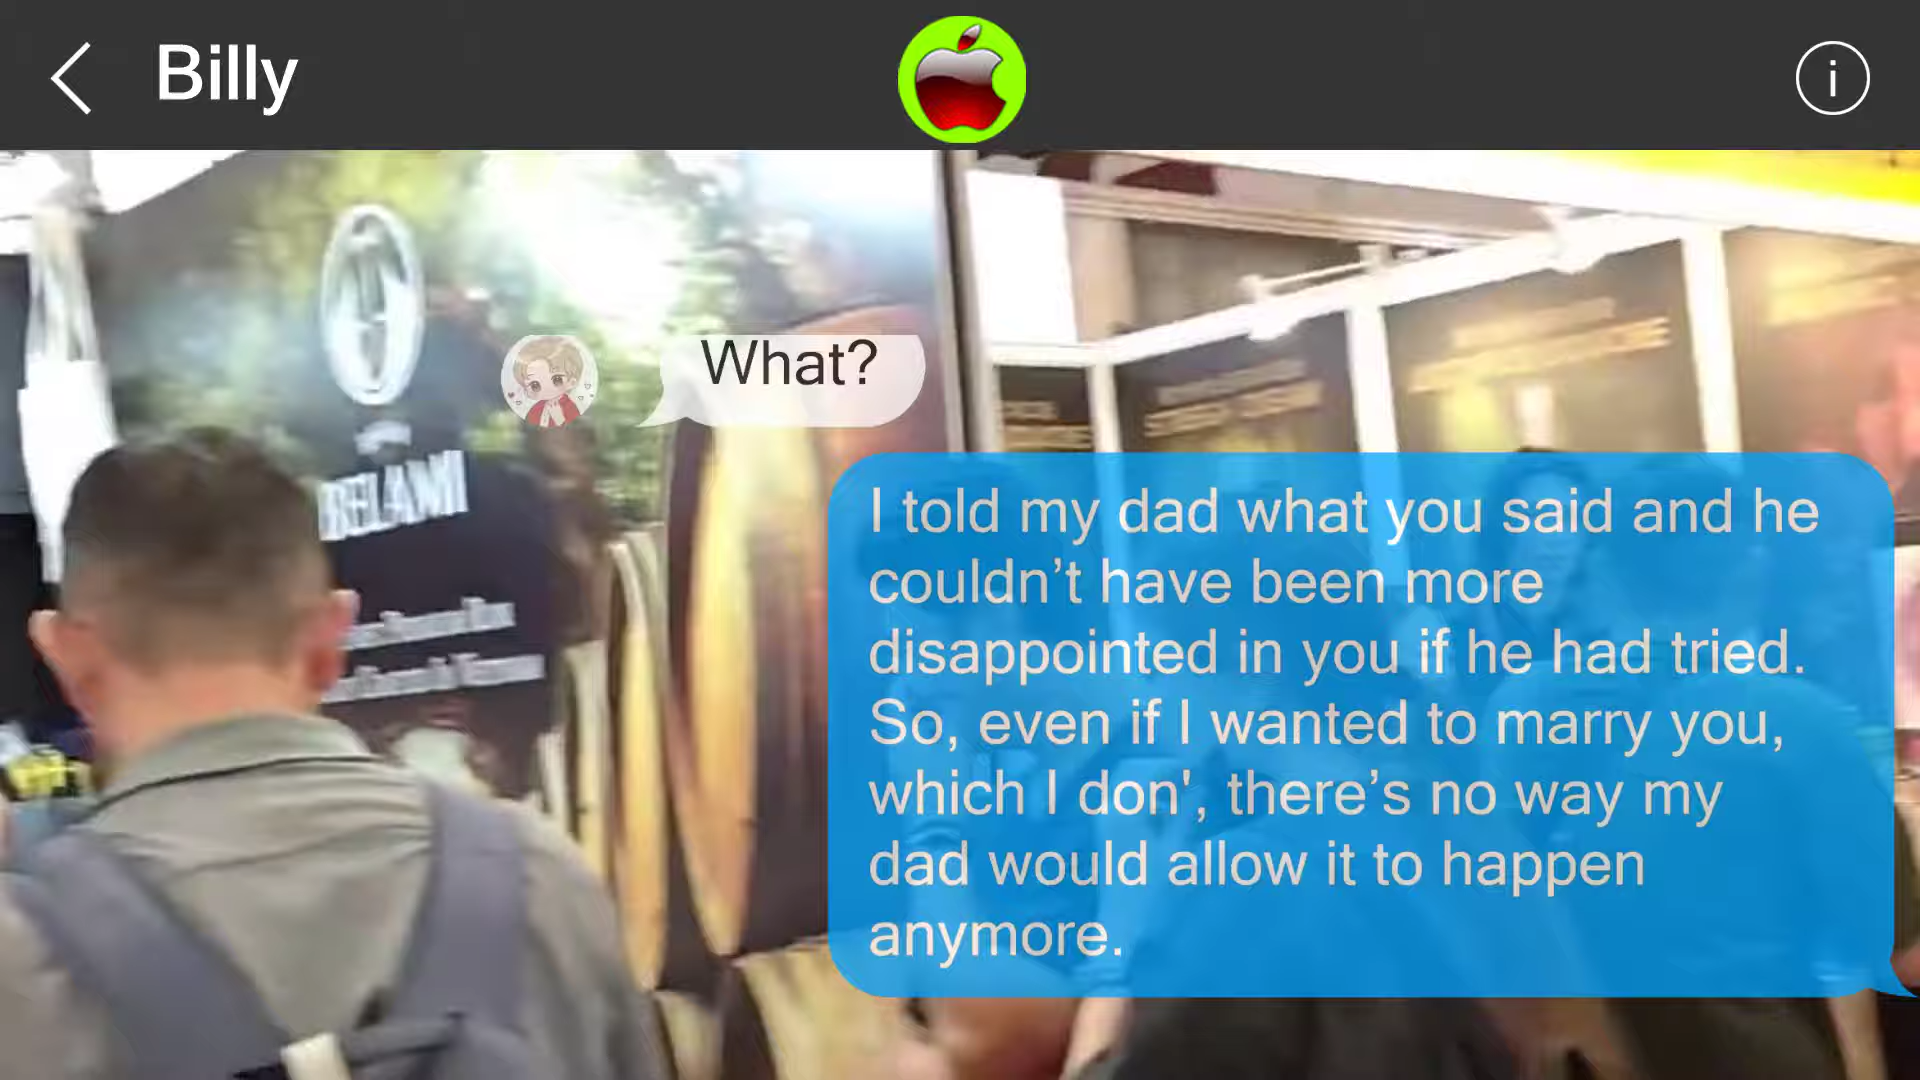 Billy
i
What?
RELAMI
I told my dad what you said and he
couldn’t have been more
disappointed in you if he had tried.
So, even if I wanted to marry you,
which I don', there’s no way my
dad would allow it to happen
anymore.